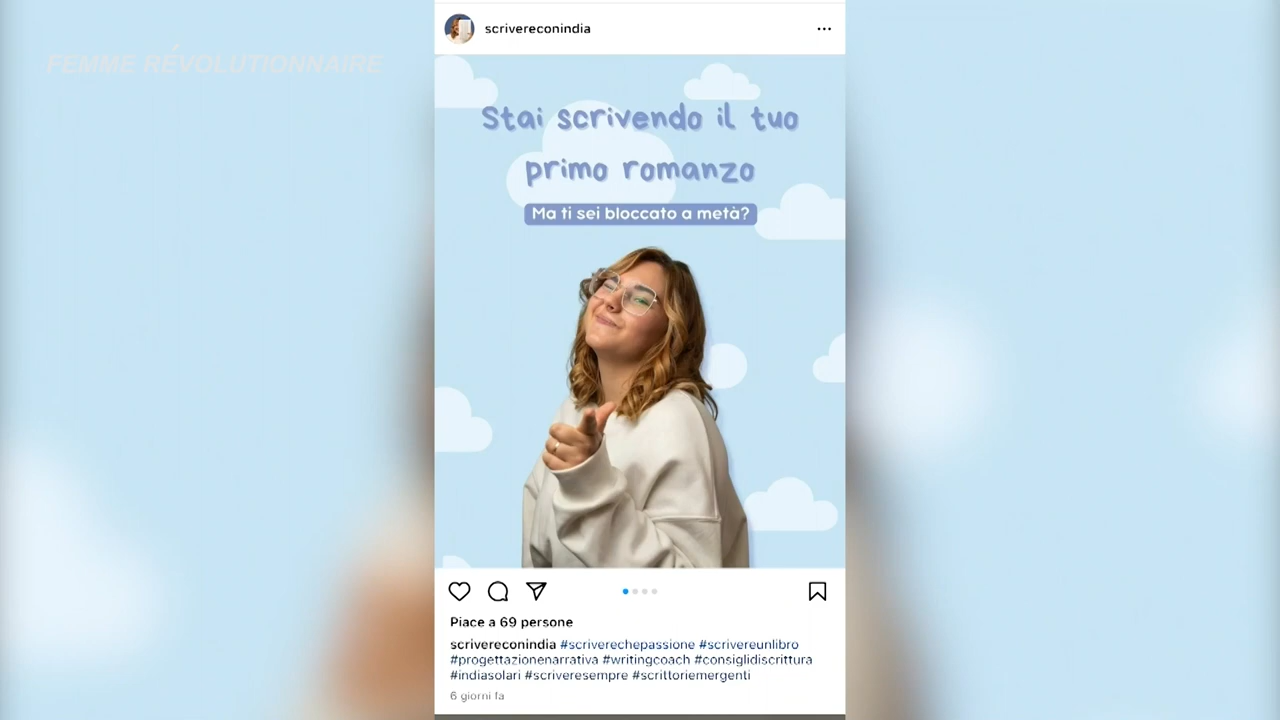 FEMME RÉVOLUTIONNAIRE
scrivereconindia
Stai scrivendo il tuo
primo romanzo
Ma ti sei bloccato a metà?
Piace a 69 persone
scrivereconindia #scriverechepassione #scrivereunlibro
#progettazionenarrativa #writingcoach #consiglidiscrittura
#indiasolari #scriveresempre #scrittoriemergenti
6 giorni fa